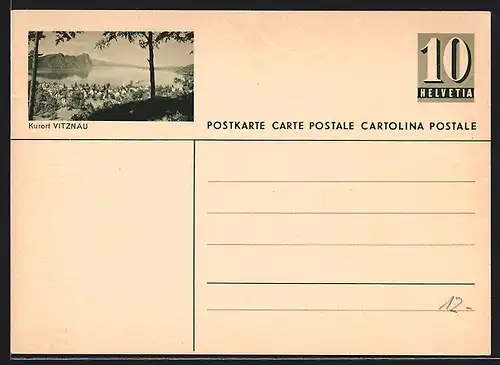 10
HELVETIA
Kurort VITZNAU
POSTKARTE CARTE POSTALE CARTOLINA POSTALE
12.-